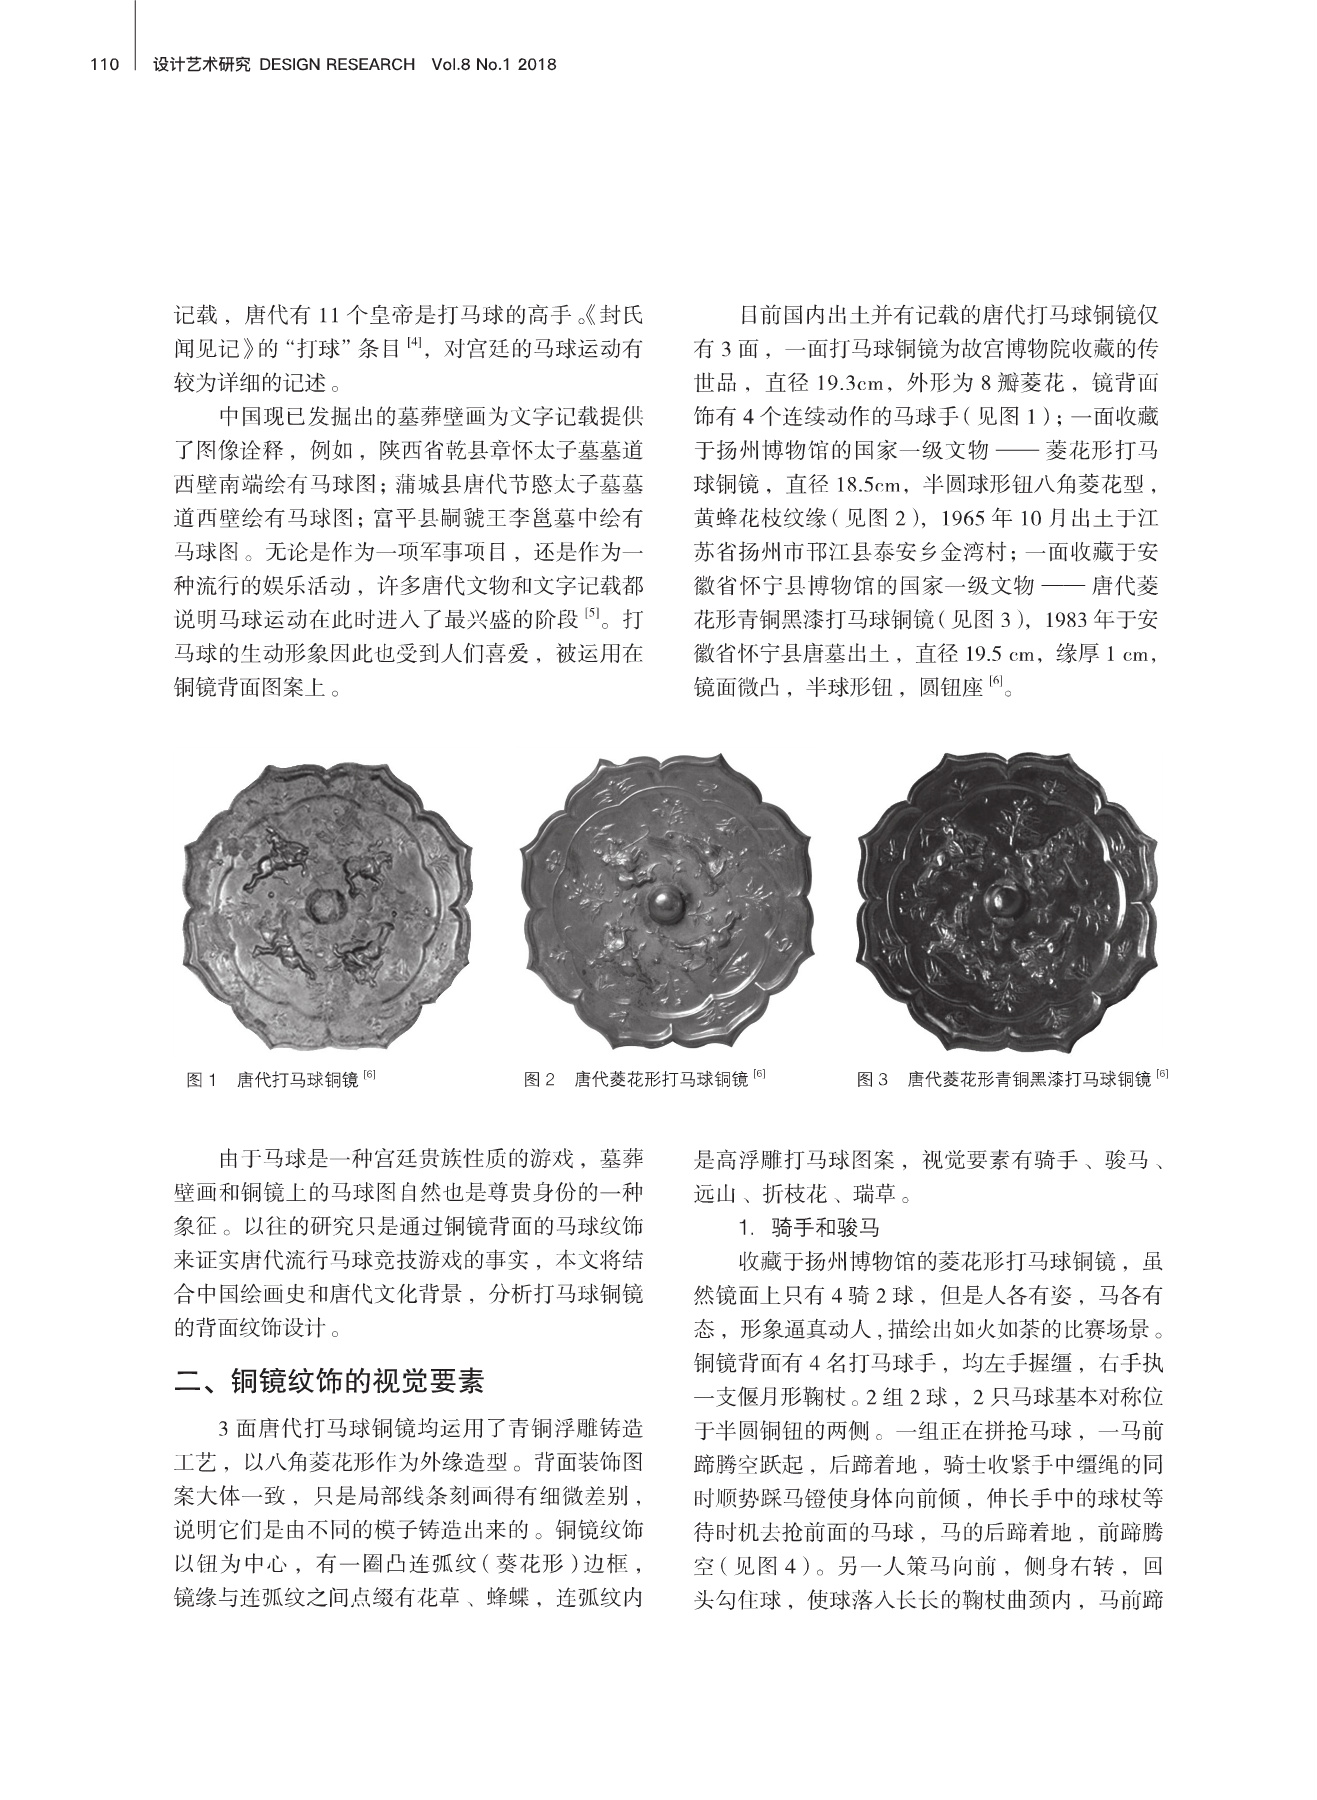 110 设计艺术研究 DESIGN RESEARCH Vol.8 No.1 2018
记载，唐代有 11 个皇帝是打马球的高手。《封氏
闻见记》的“打球”条目 [4]，对宫廷的马球运动有
较为详细的记述。
中国现已发掘出的墓葬壁画为文字记载提供
了图像诠释，例如，陕西省乾县章怀太子墓墓道
西壁南端绘有马球图；蒲城县唐代节愍太子墓墓
道西壁绘有马球图；富平县嗣虢王李邕墓中绘有
马球图。无论是作为一项军事项目，还是作为一
种流行的娱乐活动，许多唐代文物和文字记载都
说明马球运动在此时进入了最兴盛的阶段 [5]。打
马球的生动形象因此也受到人们喜爱，被运用在
铜镜背面图案上。
目前国内出土并有记载的唐代打马球铜镜仅
有 3 面，一面打马球铜镜为故宫博物院收藏的传
世品，直径 19.3cm，外形为 8 瓣菱花，镜背面
饰有 4 个连续动作的马球手（见图 1）；一面收藏
于扬州博物馆的国家一级文物 —— 菱花形打马
球铜镜，直径 18.5cm，半圆球形钮八角菱花型，
黄蜂花枝纹缘（见图 2），1965 年 10 月出土于江
苏省扬州市邗江县泰安乡金湾村；一面收藏于安
徽省怀宁县博物馆的国家一级文物 —— 唐代菱
花形青铜黑漆打马球铜镜（见图 3），1983 年于安
徽省怀宁县唐墓出土，直径 19.5 cm，缘厚 1 cm，
镜面微凸，半球形钮，圆钮座 [6]。
图 1 唐代打马球铜镜 [6]
图 2 唐代菱花形打马球铜镜 [6]
图 3 唐代菱花形青铜黑漆打马球铜镜 [6]
由于马球是一种宫廷贵族性质的游戏，墓葬
壁画和铜镜上的马球图自然也是尊贵身份的一种
象征。以往的研究只是通过铜镜背面的马球纹饰
来证实唐代流行马球竞技游戏的事实，本文将结
合中国绘画史和唐代文化背景，分析打马球铜镜
的背面纹饰设计。
二、铜镜纹饰的视觉要素
3 面唐代打马球铜镜均运用了青铜浮雕铸造
工艺，以八角菱花形作为外缘造型。背面装饰图
案大体一致，只是局部线条刻画得有细微差别，
说明它们是由不同的模子铸造出来的。铜镜纹饰
以钮为中心，有一圈凸连弧纹（葵花形）边框，
镜缘与连弧纹之间点缀有花草、蜂蝶，连弧纹内
是高浮雕打马球图案，视觉要素有骑手、骏马、
远山、折枝花、瑞草。
1. 骑手和骏马
收藏于扬州博物馆的菱花形打马球铜镜，虽
然镜面上只有 4 骑 2 球，但是人各有姿，马各有
态，形象逼真动人，描绘出如火如荼的比赛场景。
铜镜背面有 4 名打马球手，均左手握缰，右手执
一支偃月形鞠杖。2 组 2 球，2 只马球基本对称位
于半圆铜钮的两侧。一组正在拼抢马球，一马前
蹄腾空跃起，后蹄着地，骑士收紧手中缰绳的同
时顺势踩马镫使身体向前倾，伸长手中的球杖等
待时机去抢前面的马球，马的后蹄着地，前蹄腾
空（见图 4）。另一人策马向前，侧身右转，回
头勾住球，使球落入长长的鞠杖曲颈内，马前蹄